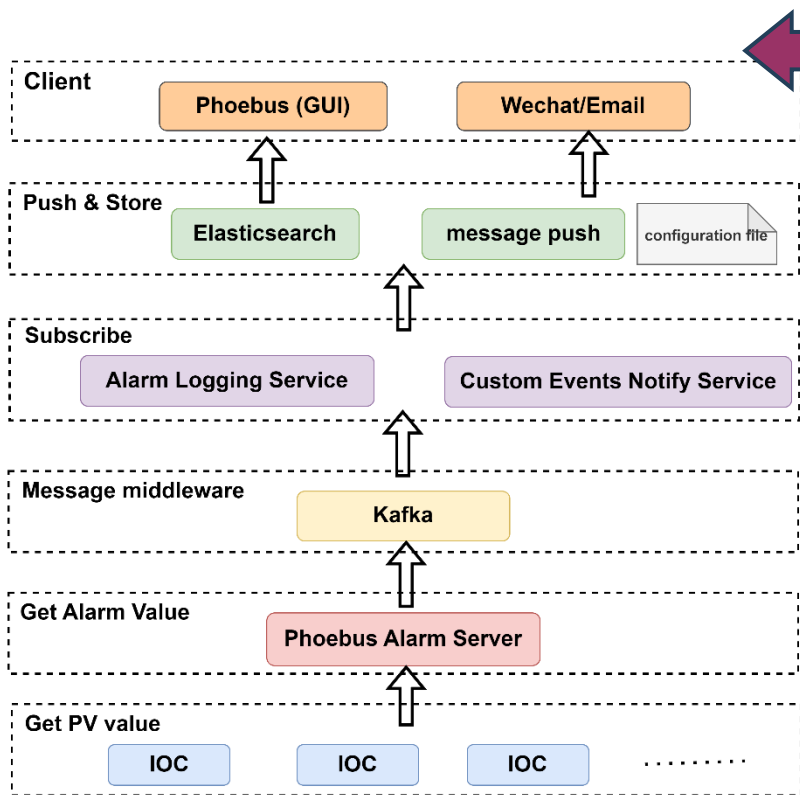 Client
Phoebus (GUI)
Wechat/Email
Push & Store
Elasticsearch
message push
configuration file
Subscribe
Alarm Logging Service
Custom Events Notify Service
Message middleware
Kafka
Get Alarm Value
Phoebus Alarm Server
Get PV value
IOC
IOC
IOC